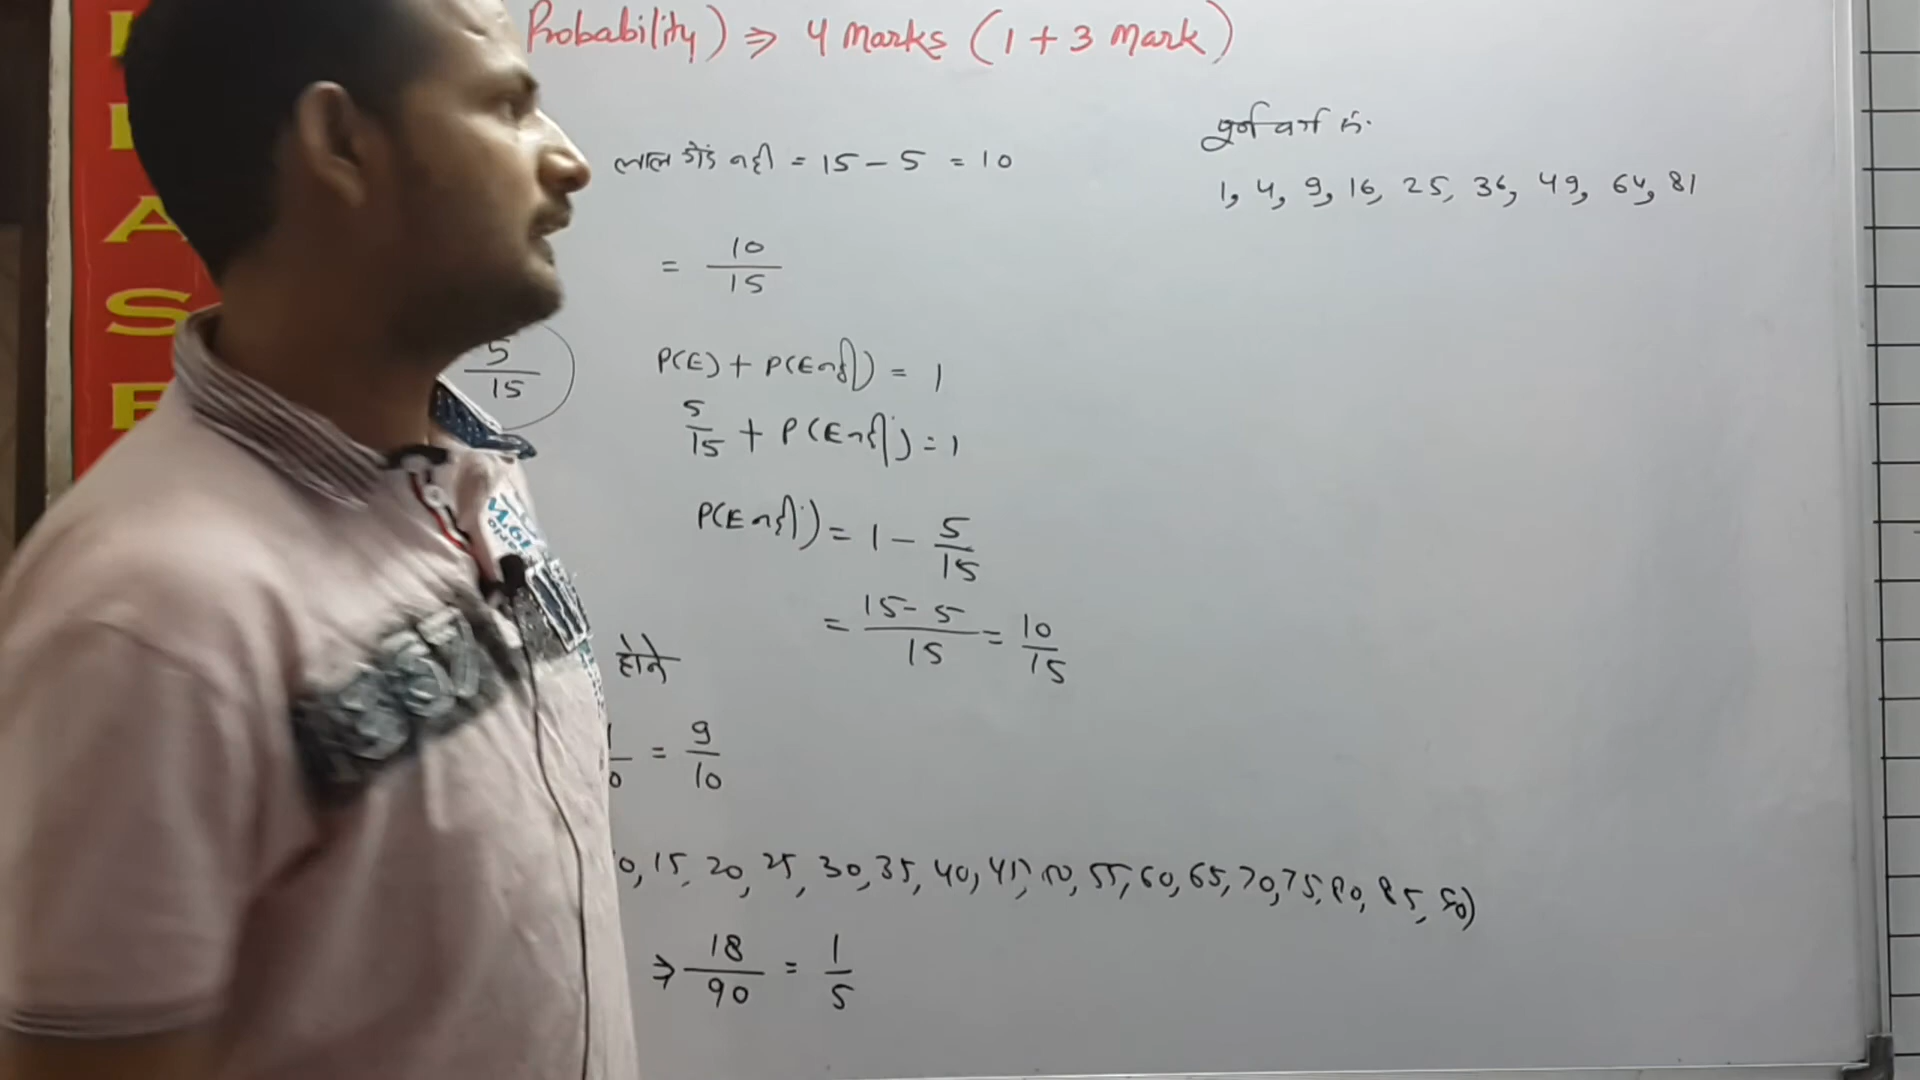 Probability) ⇒ 4 Marks (1 + 3 Mark)
पूर्ण वर्ग सं.
1, 4, 9, 16, 25, 36, 49, 64, 81
लाल गेंद नहीं = 15 - 5 = 10
= 10/15
5/15
P(E) + P(E नहीं) = 1
5/15 + P(E नहीं) = 1
P(E नहीं) = 1 - 5/15
= 15-5/15 = 10/15
होने
= 9/10
0, 15, 20, 25, 30, 35, 40, 45, 50, 55, 60, 65, 70, 75, 80, 85, 90)
⇒ 18/90 = 1/5